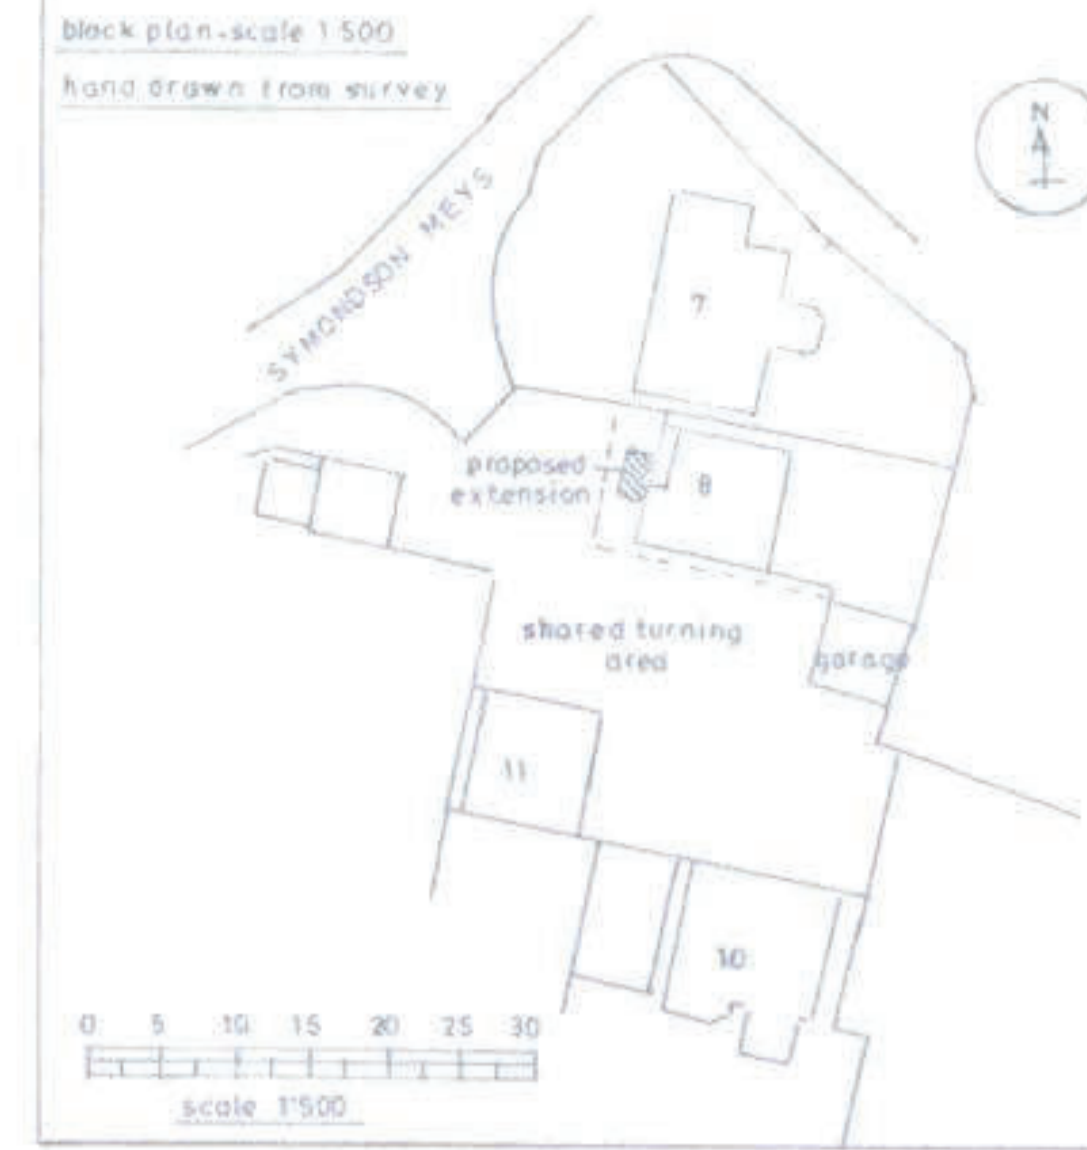 block plan-scale 1:500
hand drawn from survey
N
SYMONDSON MEYS
7
proposed
extension
8
shared turning
area
garage
11
10
0 5 10 15 20 25 30
scale 1:500